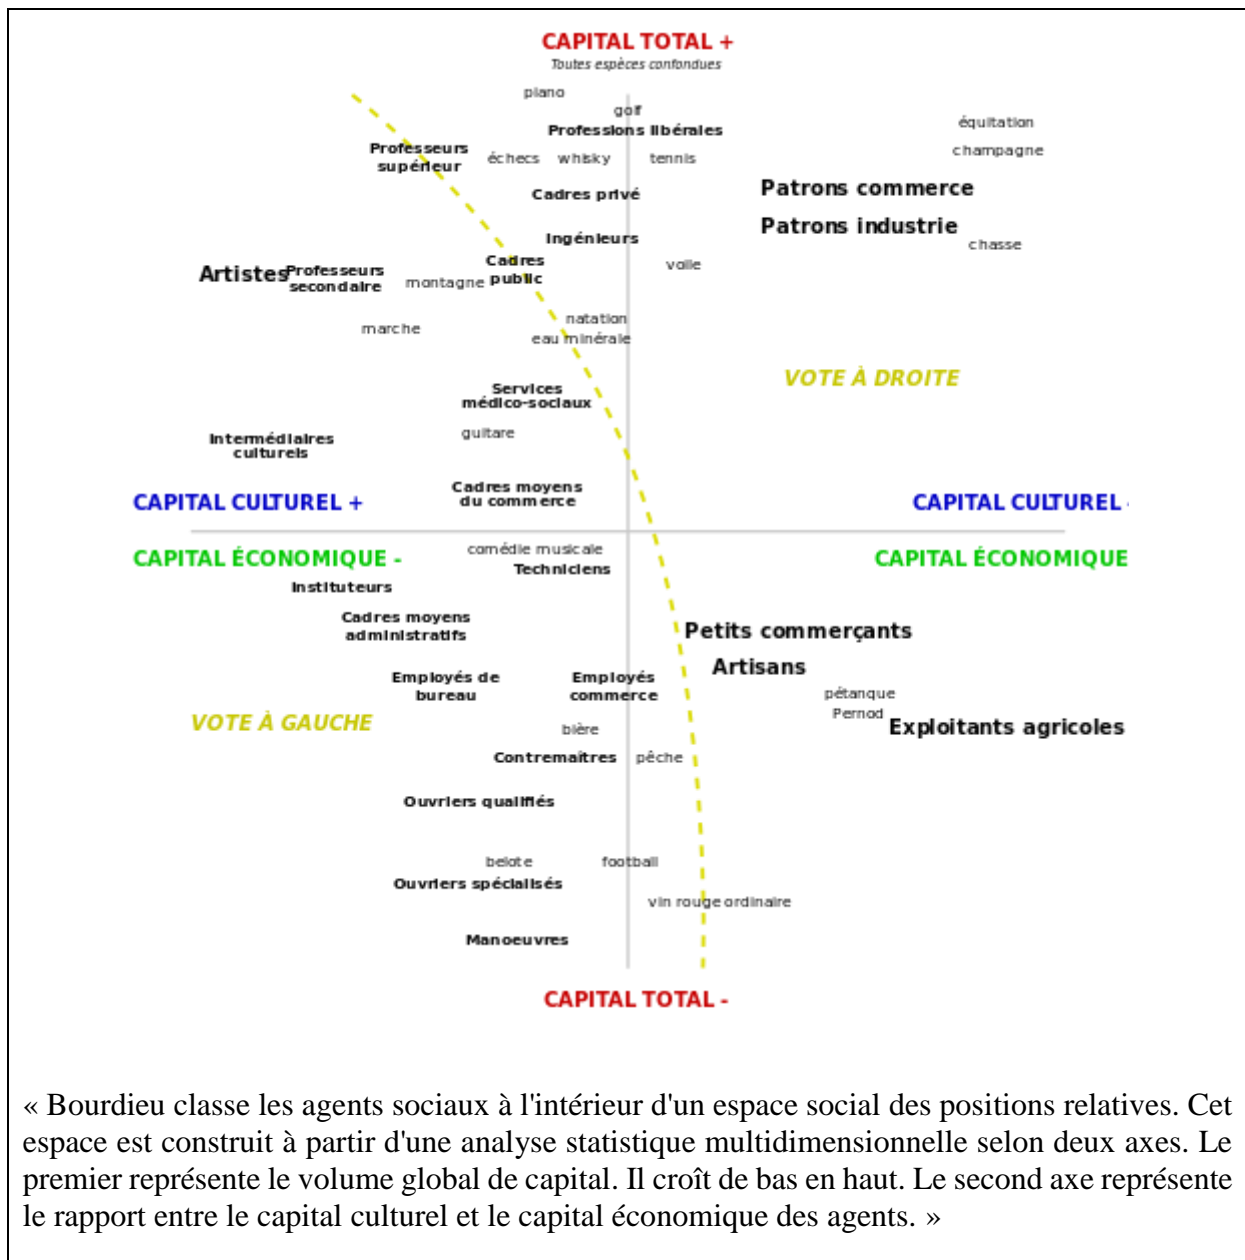 CAPITAL TOTAL +
Toutes espèces confondues
piano
golf
Professions libérales
équitation
champagne
Professeurs
supérieur
échecs whisky tennis
Cadres privé
Patrons commerce
Patrons industrie
Ingénieurs
chasse
Cadres
public
voile
Artistes
Professeurs
secondaire
montagne
natation
marche
eau minérale
VOTE À DROITE
Services
médico-sociaux
guitare
Intermédiaires
culturels
Cadres moyens
du commerce
CAPITAL CULTUREL +
CAPITAL CULTUREL -
CAPITAL ÉCONOMIQUE -
CAPITAL ÉCONOMIQUE
comédie musicale
Techniciens
Instituteurs
Cadres moyens
administratifs
Petits commerçants
Artisans
Employés de
bureau
Employés
commerce
pétanque
Pernod
Exploitants agricoles
VOTE À GAUCHE
bière
Contremaîtres
pêche
Ouvriers qualifiés
belote
football
Ouvriers spécialisés
vin rouge ordinaire
Manoeuvres
CAPITAL TOTAL -
« Bourdieu classe les agents sociaux à l'intérieur d'un espace social des positions relatives. Cet
espace est construit à partir d'une analyse statistique multidimensionnelle selon deux axes. Le
premier représente le volume global de capital. Il croît de bas en haut. Le second axe représente
le rapport entre le capital culturel et le capital économique des agents. »